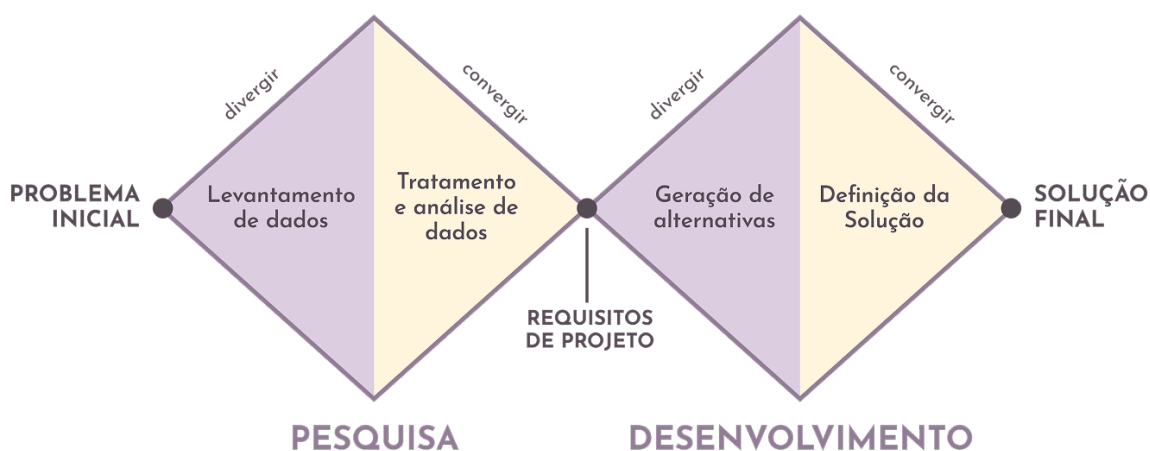 divergir
convergir
divergir
convergir
PROBLEMA
INICIAL
Levantamento
de dados
Tratamento
e análise de
dados
Geração de
alternativas
Definição da
Solução
SOLUÇÃO
FINAL
REQUISITOS
DE PROJETO
PESQUISA
DESENVOLVIMENTO